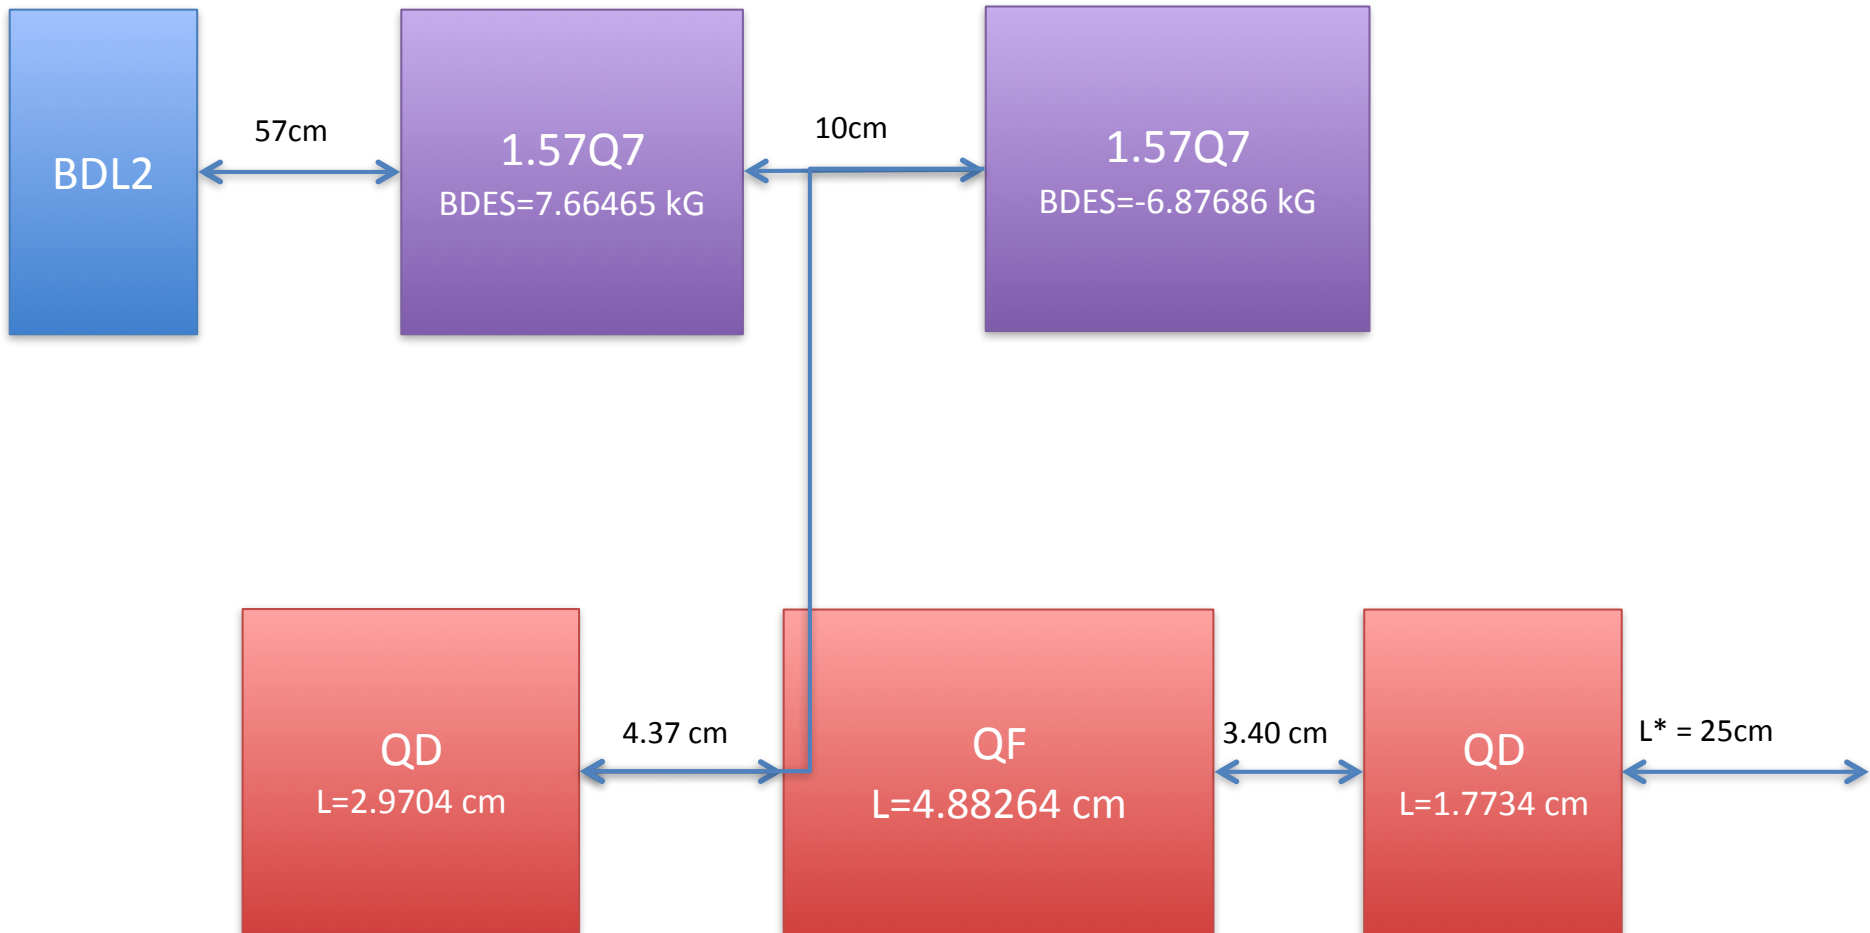 BDL2
57cm
1.57Q7
BDES=7.66465 kG
10cm
1.57Q7
BDES=-6.87686 kG
QD
L=2.9704 cm
4.37 cm
QF
L=4.88264 cm
3.40 cm
QD
L=1.7734 cm
L* = 25cm